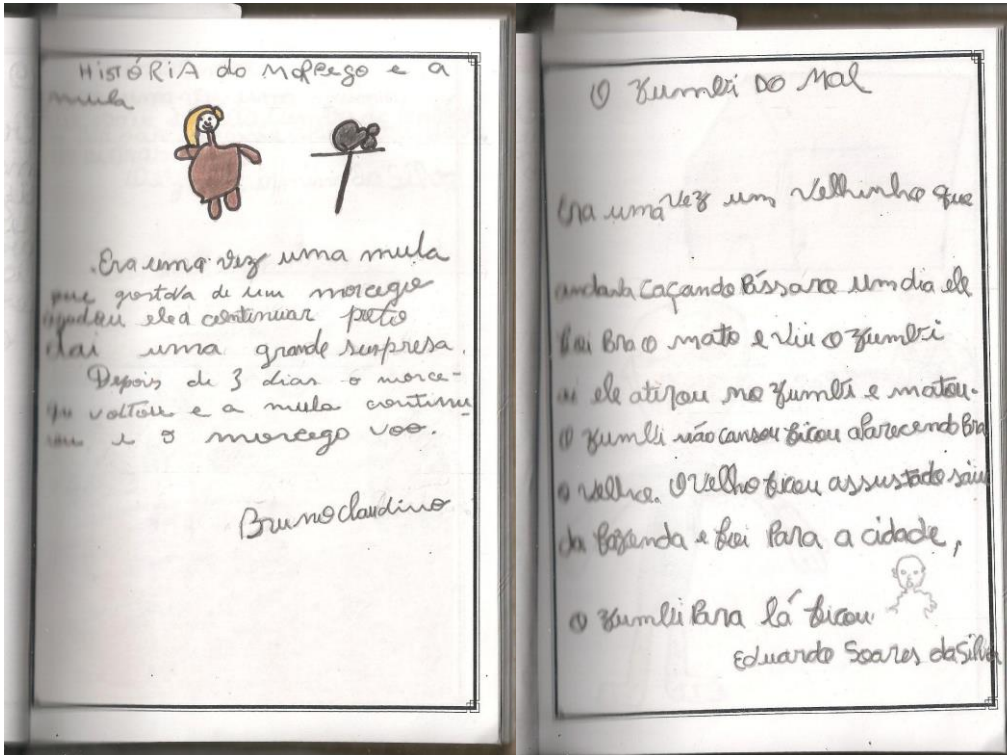 HISTÓRIA do MORCEGO e a
mula
Era uma vez uma mula
que gostava de um morcego
ajudou ele a continuar
dai uma grande surpresa.
Depois de 3 dias o morce-
go voltou e a mula continu
ou e o morcego voo.
Bruno claudino
O Zumbi DO Mal
Era uma vez um Velhinho que
andava Caçando Pássaro um dia ele
foi Bra o mato e viu o Zumbi
ai ele atirou no Zumbi e matou.
O Zumbi não cansou ficou aParecendo Bra
o velho. O velho ficou assustado saiu
da fazenda e foi Para a cidade,
O Zumbi Para lá ficou
Eduardo Soares da Silva